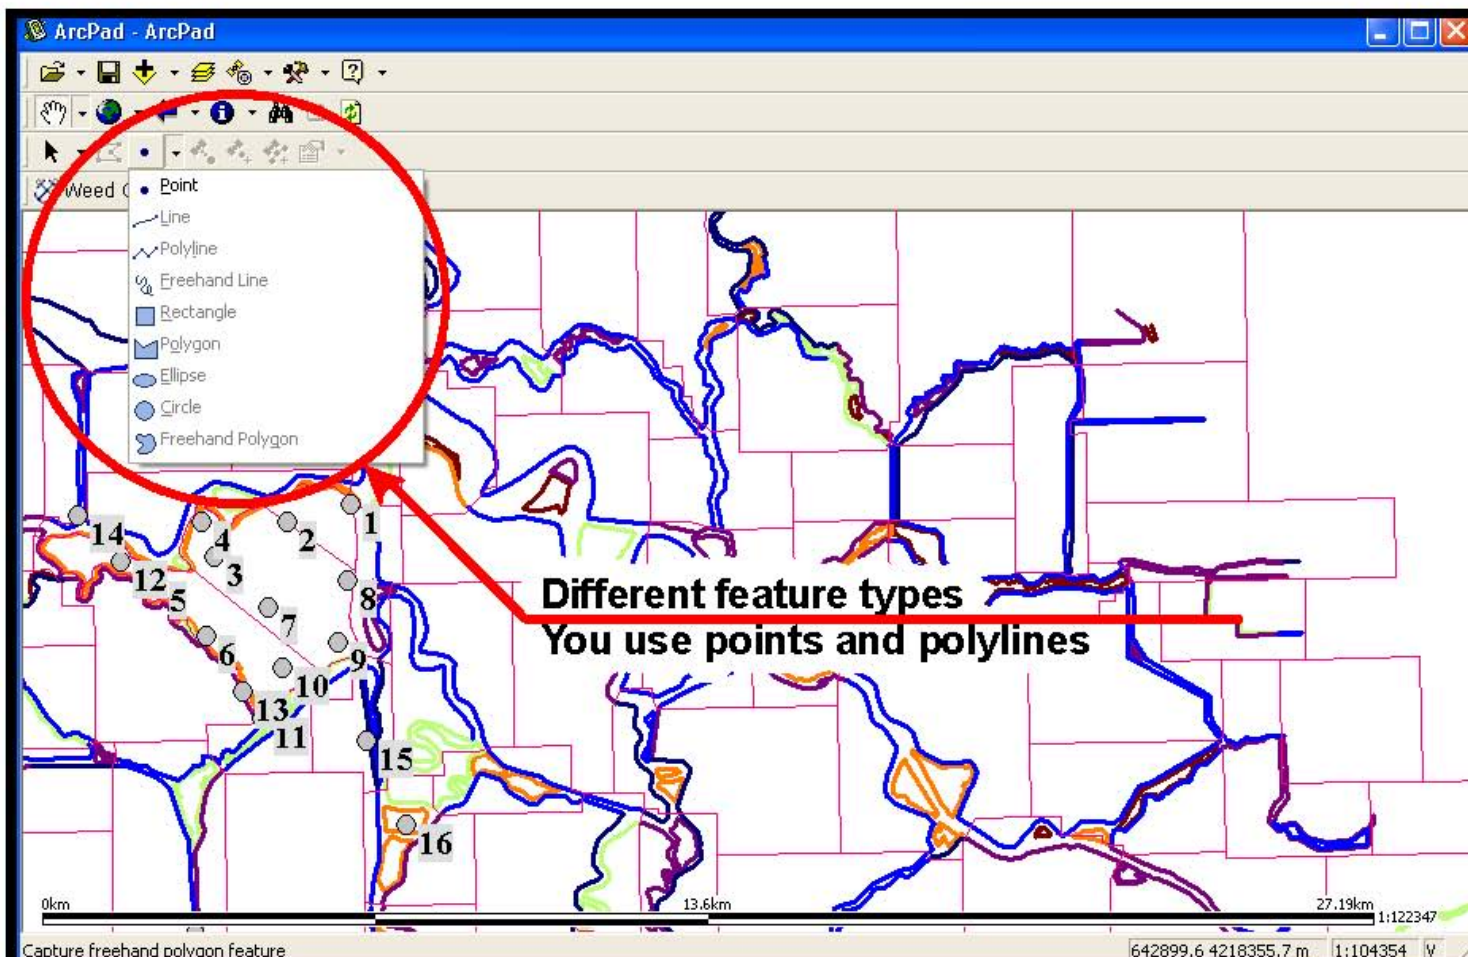 ArcPad - ArcPad
Weed
Point
Line
Polyline
Freehand Line
Rectangle
Polygon
Ellipse
Circle
Freehand Polygon
1
2
3
4
14
12
5
6
7
8
9
10
13
11
15
16
Different feature types
You use points and polylines
0km
13.6km
27.19km
1:122347
Capture freehand polygon feature
642899.6 4218355.7 m
1:104354
V